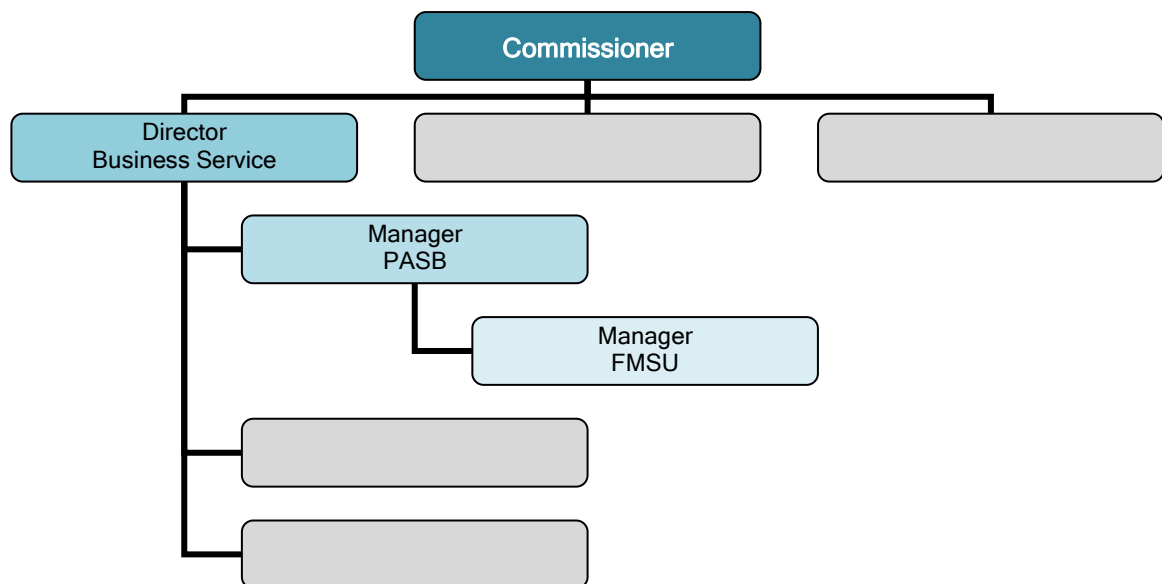 Commissioner
Director
Business Service
Manager
PASB
Manager
FMSU